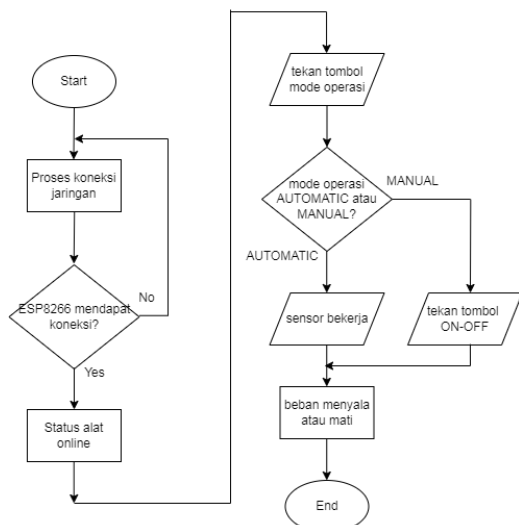 Start
Proses koneksi
jaringan
ESP8266 mendapat
koneksi?
No
Yes
Status alat
online
tekan tombol
mode operasi
mode operasi
AUTOMATIC atau
MANUAL?
MANUAL
AUTOMATIC
sensor bekerja
tekan tombol
ON-OFF
beban menyala
atau mati
End